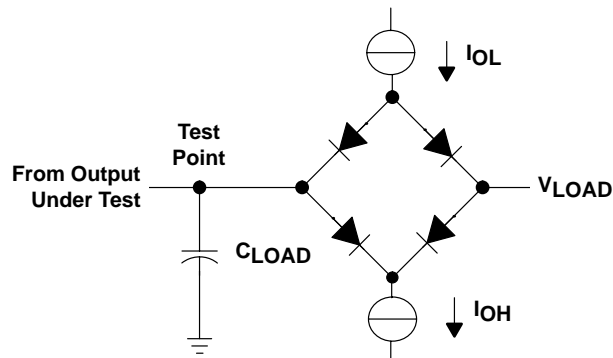 IOL
Test
Point
From Output
Under Test
VLOAD
CLOAD
IOH